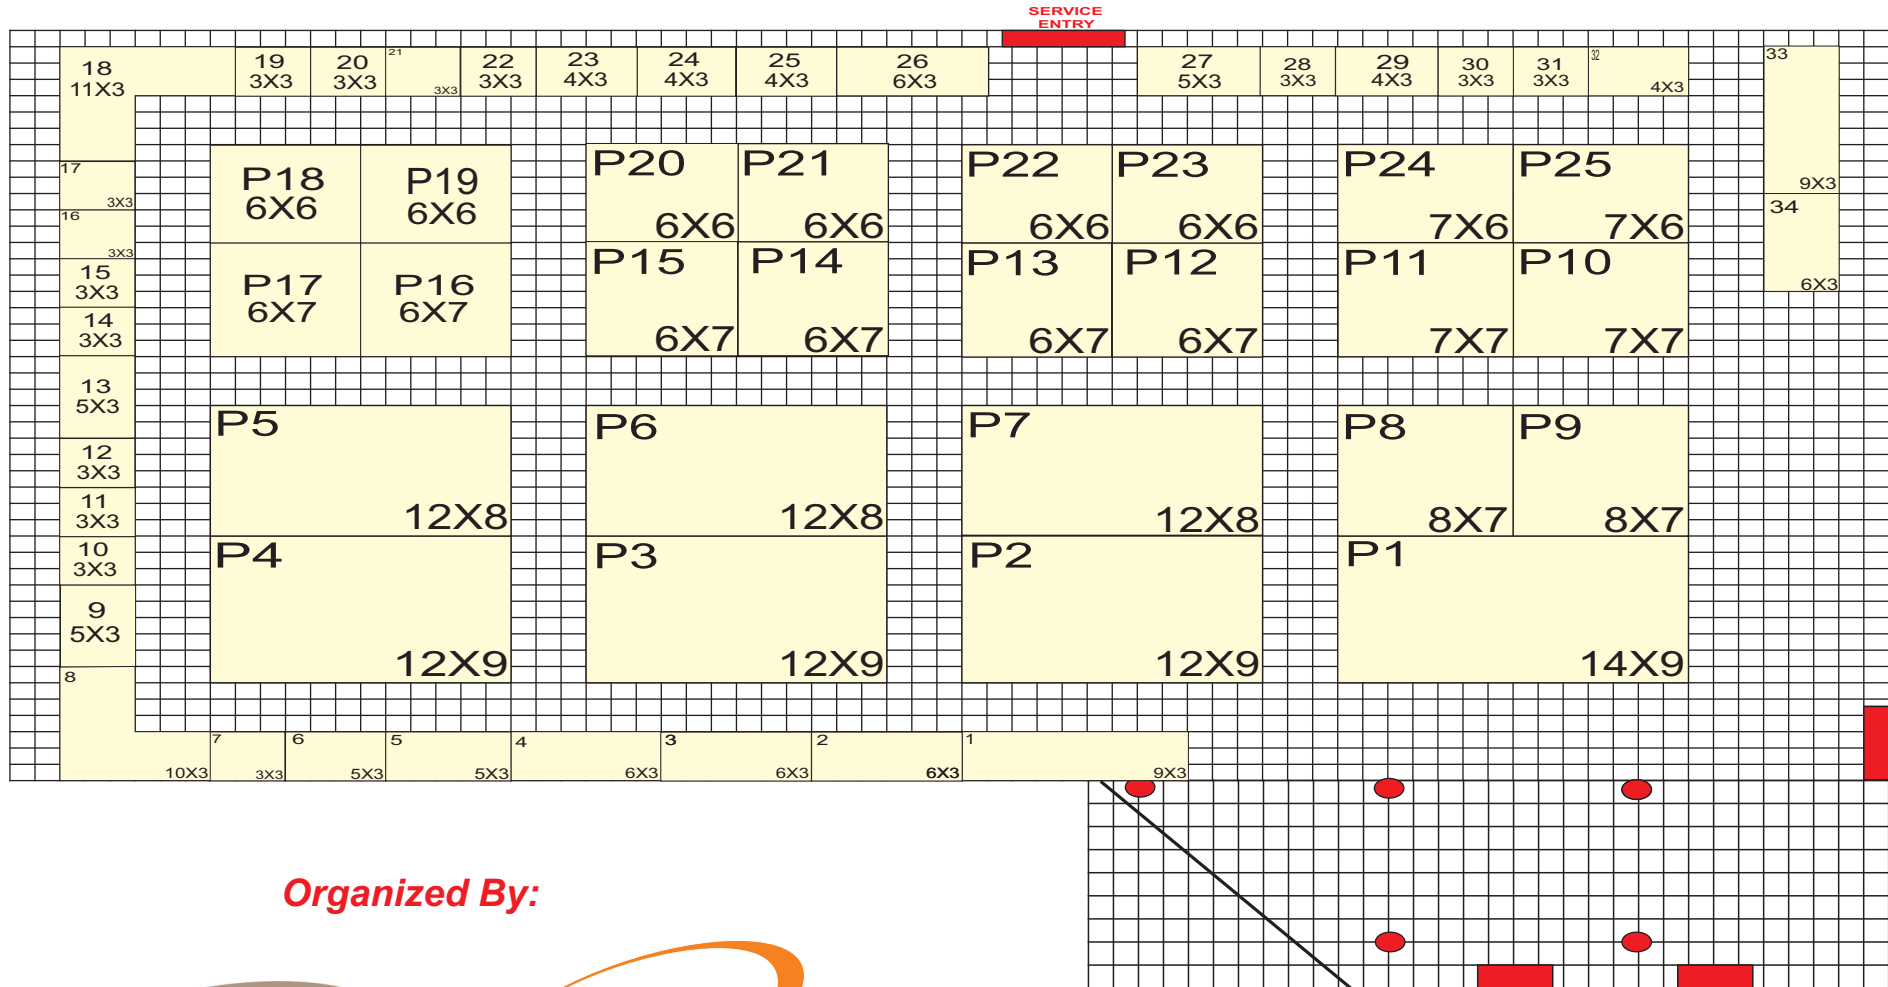 SERVICE
ENTRY
18
11X3
19
3X3
20
3X3
21
3X3
22
3X3
23
4X3
24
4X3
25
4X3
26
6X3
27
5X3
28
3X3
29
4X3
30
3X3
31
3X3
32
4X3
33
9X3
34
6X3
17
3X3
16
3X3
15
3X3
14
3X3
13
5X3
12
3X3
11
3X3
10
3X3
9
5X3
8
10X3
P18
6X6
P19
6X6
P20
6X6
P21
6X6
P22
6X6
P23
6X6
P24
7X6
P25
7X6
P17
6X7
P16
6X7
P15
6X7
P14
6X7
P13
6X7
P12
6X7
P11
7X7
P10
7X7
P5
12X8
P6
12X8
P7
12X8
P8
8X7
P9
8X7
P4
12X9
P3
12X9
P2
12X9
P1
14X9
7
3X3
6
5X3
5
5X3
4
6X3
3
6X3
2
6X3
1
9X3
Organized By: